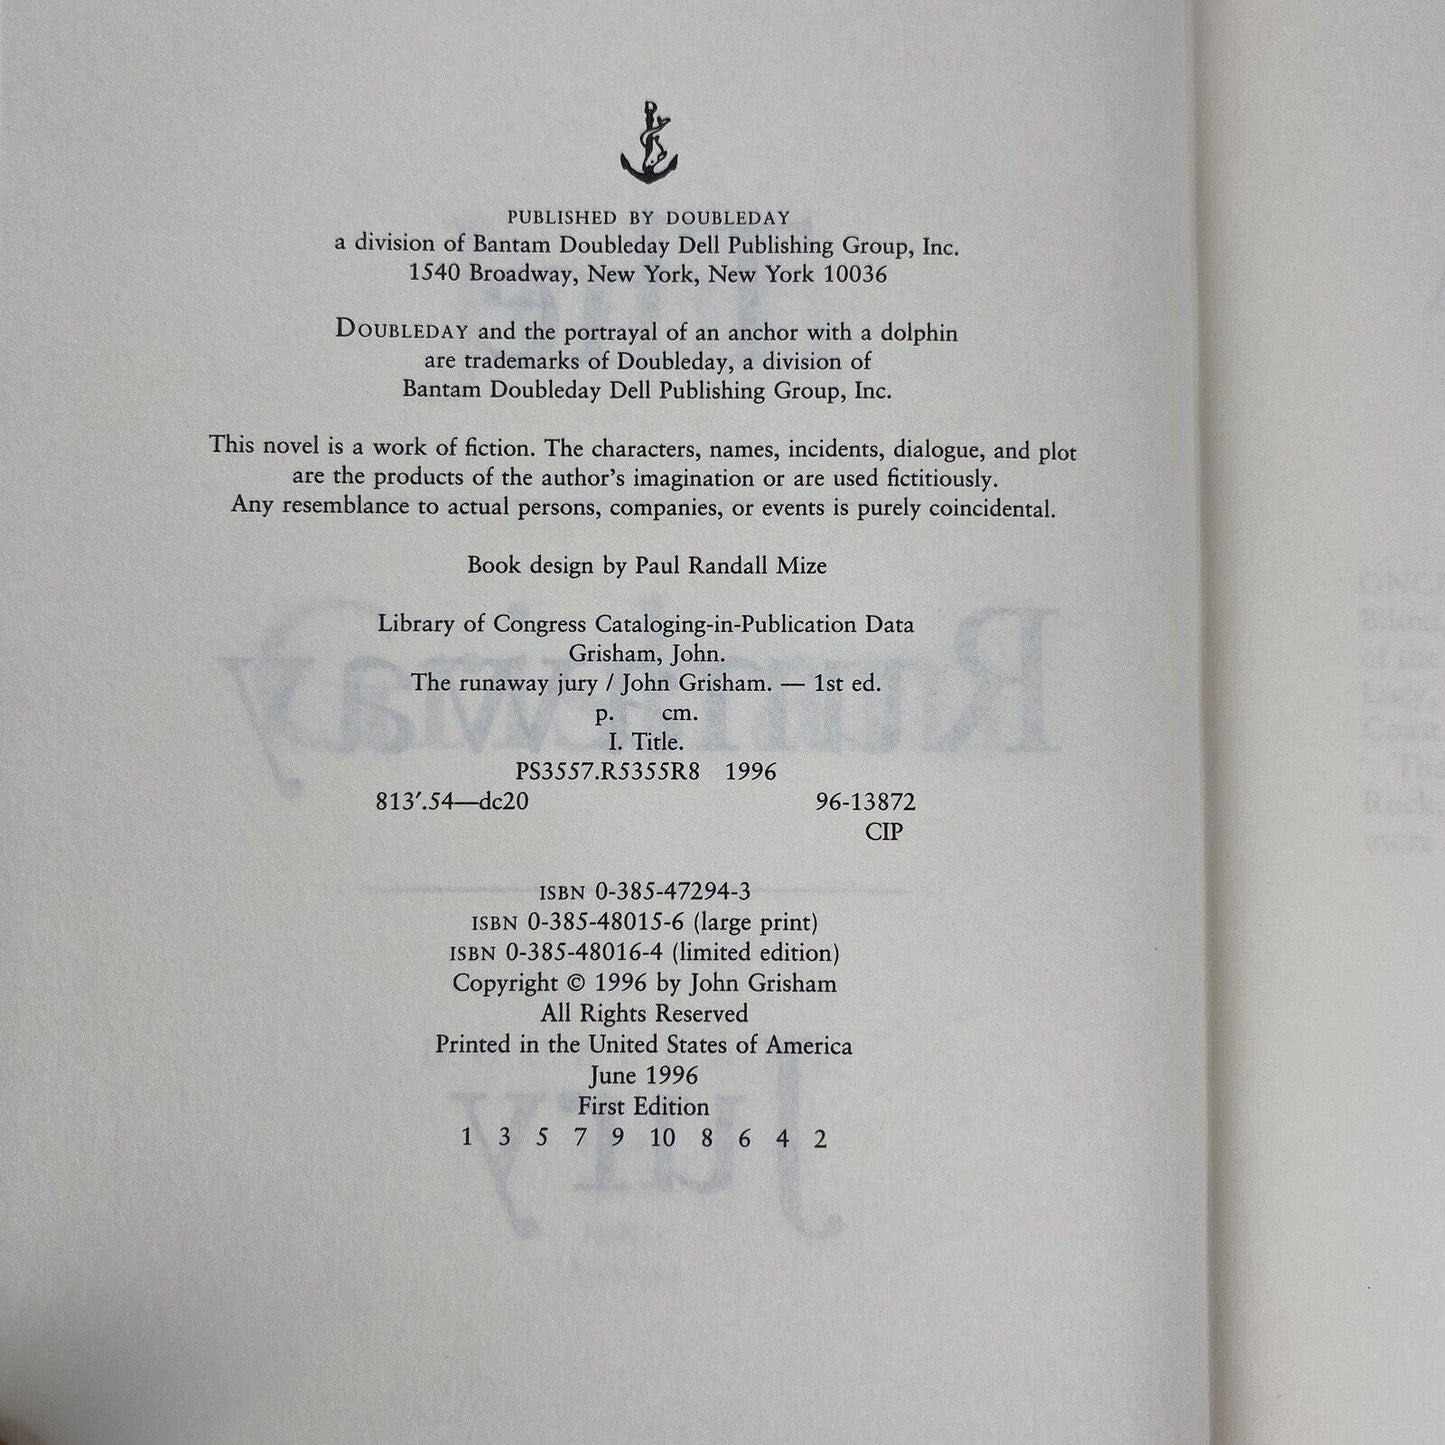 PUBLISHED BY DOUBLEDAY
a division of Bantam Doubleday Dell Publishing Group, Inc.
1540 Broadway, New York, New York 10036
DOUBLEDAY and the portrayal of an anchor with a dolphin
are trademarks of Doubleday, a division of
Bantam Doubleday Dell Publishing Group, Inc.
This novel is a work of fiction. The characters, names, incidents, dialogue, and plot
are the products of the author's imagination or are used fictitiously.
Any resemblance to actual persons, companies, or events is purely coincidental.
Book design by Paul Randall Mize
Library of Congress Cataloging-in-Publication Data
Grisham, John.
The runaway jury / John Grisham. — 1st ed.
p. cm.
I. Title.
PS3557.R5355R8 1996
813′.54—dc20 96-13872
CIP
ISBN 0-385-47294-3
ISBN 0-385-48015-6 (large print)
ISBN 0-385-48016-4 (limited edition)
Copyright © 1996 by John Grisham
All Rights Reserved
Printed in the United States of America
June 1996
First Edition
1 3 5 7 9 10 8 6 4 2
The
Runaway
Jury